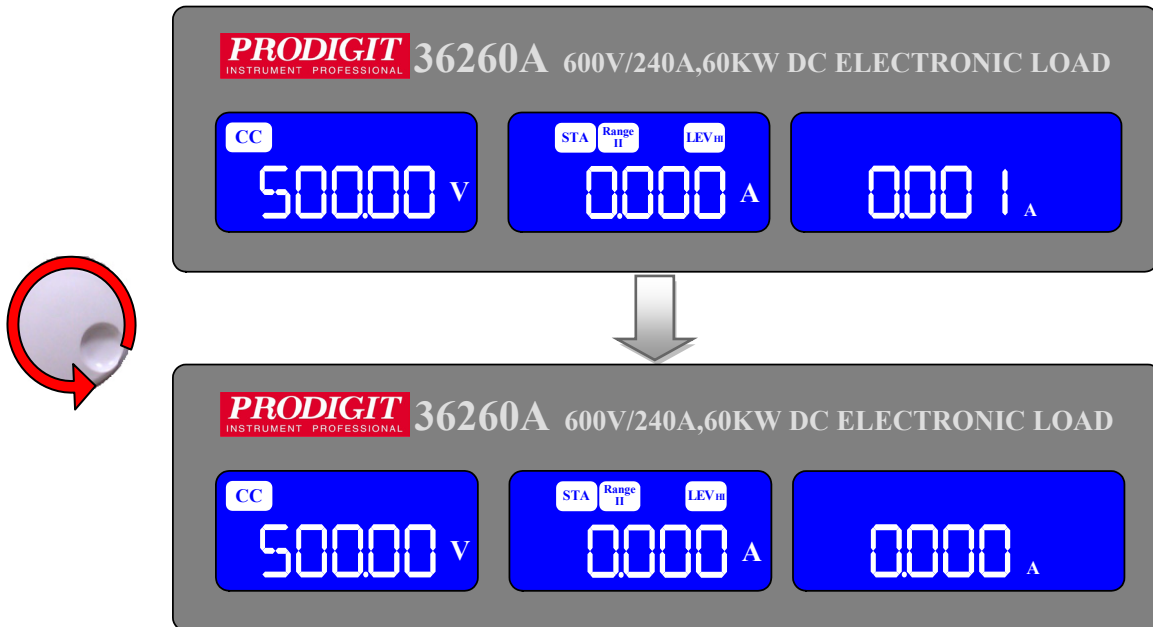 PRODIGIT 36260A 600V/240A,60KW DC ELECTRONIC LOAD
INSTRUMENT PROFESSIONAL
CC STA Range II LEV HI
500.00 V 0.000 A 0.001 A
PRODIGIT 36260A 600V/240A,60KW DC ELECTRONIC LOAD
INSTRUMENT PROFESSIONAL
CC STA Range II LEV HI
500.00 V 0.000 A 0.000 A